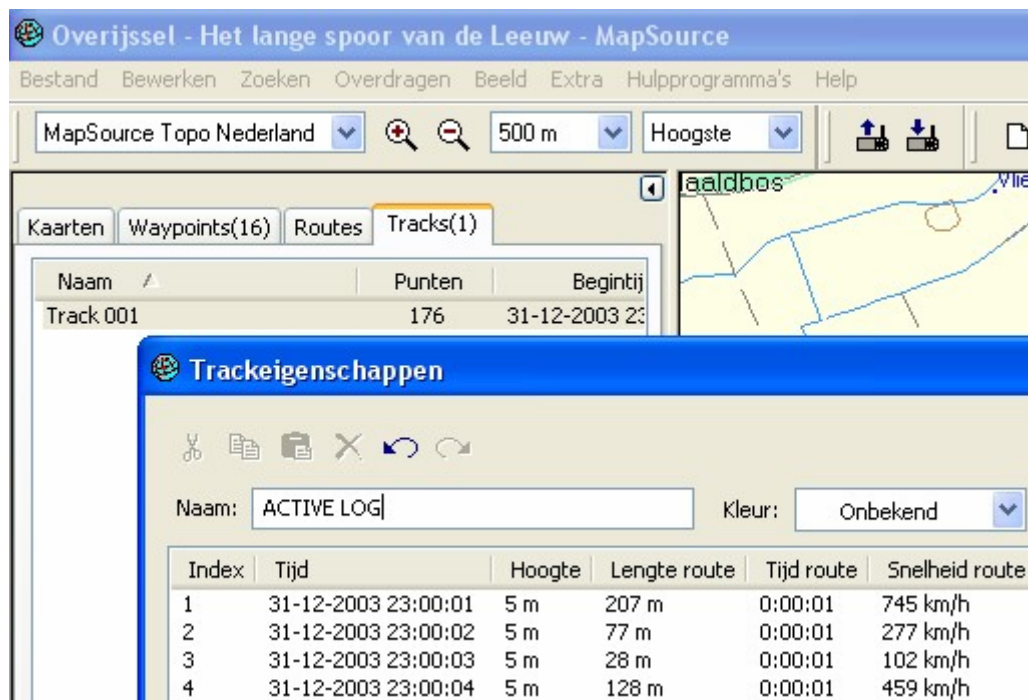 Overijssel - Het lange spoor van de Leeuw - MapSource
Bestand Bewerken Zoeken Overdragen Beeld Extra Hulpprogramma's Help
MapSource Topo Nederland 500 m Hoogste
Kaarten Waypoints(16) Routes Tracks(1)
aaldbos Vlie
Naam Punten Begintij
Track 001 176 31-12-2003 23:
Trackeigenschappen
Naam: ACTIVE LOG Kleur: Onbekend
Index Tijd Hoogte Lengte route Tijd route Snelheid route
1 31-12-2003 23:00:01 5 m 207 m 0:00:01 745 km/h
2 31-12-2003 23:00:02 5 m 77 m 0:00:01 277 km/h
3 31-12-2003 23:00:03 5 m 28 m 0:00:01 102 km/h
4 31-12-2003 23:00:04 5 m 128 m 0:00:01 459 km/h